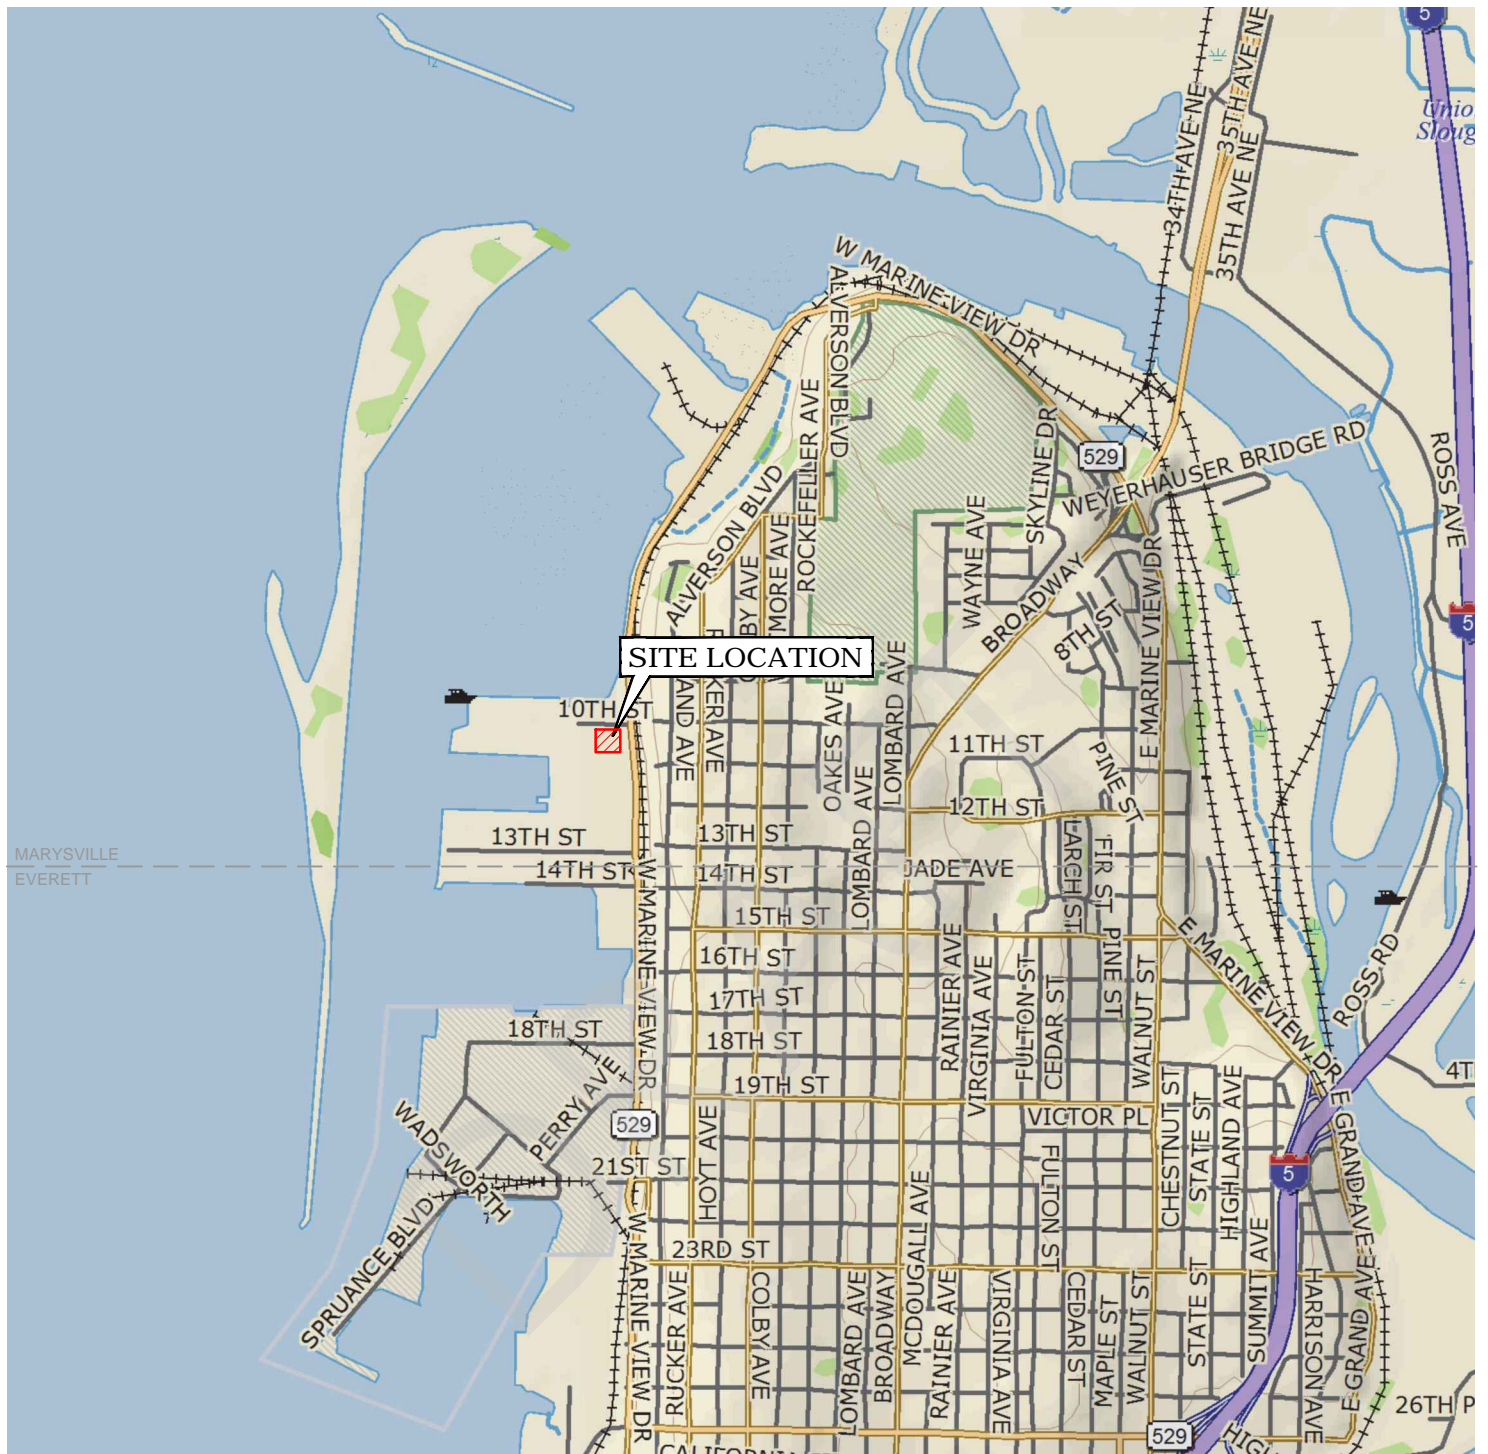 5
35TH AVE NE
34TH AVE NE
35TH AVE NE
35TH AVE NE
Slough
W MARINE VIEW DR
ALVERSON BLVD
ROCKEFELLER AVE
ALVERSON BLVD
SKYLINE DR
529
WEYERHAUSER BRIDGE RD
ROSS AVE
WAYNE AVE
BROADWAY
8TH ST
E MARINE VIEW DR
5
SITE LOCATION
10TH ST
OAKES AVE
LOMBARD AVE
11TH ST
PINE ST
12TH ST
13TH ST
13TH ST
LOMBARD AVE
LARCH ST
FIR ST
MARYSVILLE
EVERETT
14TH ST
14TH ST
JADE AVE
W MARINE VIEW DR
15TH ST
16TH ST
17TH ST
18TH ST
18TH ST
19TH ST
RAINIER AVE
VIRGINIA AVE
FULTON ST
CEDAR ST
PINE ST
WALNUT ST
E MARINE VIEW DR
ROSS RD
4T
PERRY AVE
WADSWORTH
529
VICTOR PL
CHESTNUT ST
STATE ST
HIGHLAND AVE
E GRAND AVE
21ST ST
HOYT AVE
FULTON ST
5
SPRUANCE BLVD
23RD ST
W MARINE VIEW DR
RUCKER AVE
COLBY AVE
LOMBARD AVE
BROADWAY
MCDOUGALL AVE
RAINIER AVE
VIRGINIA AVE
CEDAR ST
MAPLE ST
WALNUT ST
STATE ST
SUMMIT AVE
HARRISON AVE
E GRAND AVE
26TH P
529